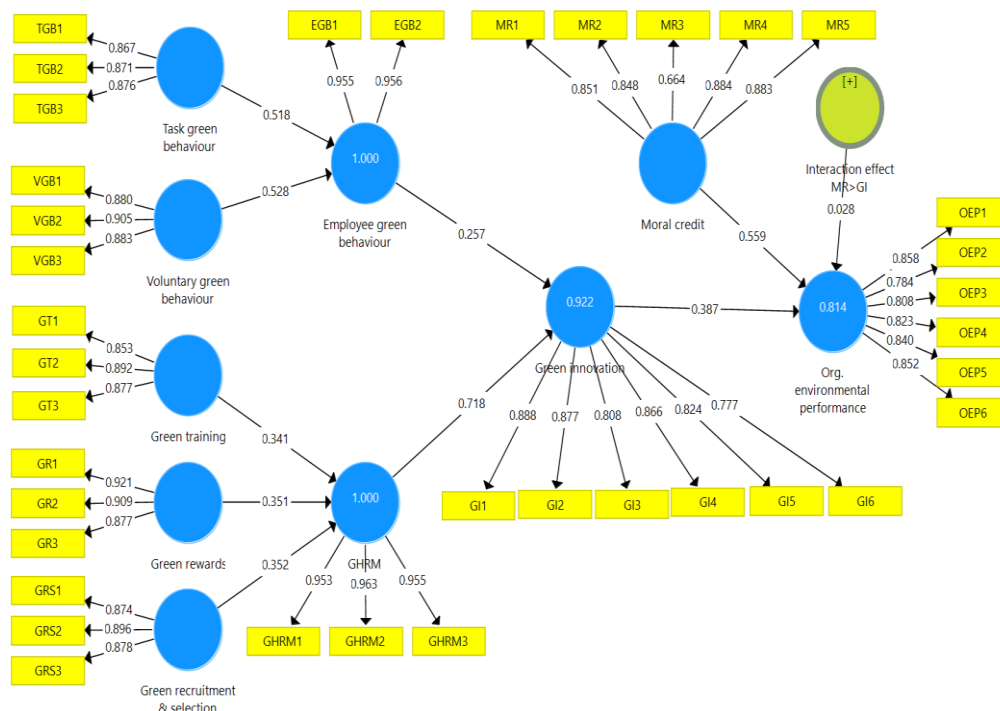 TGB1
TGB2
TGB3
0.867
0.871
0.876
Task green
behaviour
0.518
EGB1
EGB2
0.955
0.956
1.000
Employee green
behaviour
VGB1
VGB2
VGB3
0.880
0.905
0.883
Voluntary green
behaviour
0.528
0.257
MR1
MR2
MR3
MR4
MR5
0.851
0.848
0.664
0.884
0.883
Moral credit
0.559
[+]
Interaction effect
MR>GI
0.028
0.814
Org.
environmental
performance
0.858
0.784
0.808
0.823
0.840
0.852
OEP1
OEP2
OEP3
OEP4
OEP5
OEP6
0.922
Green innovation
0.387
0.888
0.877
0.808
0.866
0.824
0.777
GI1
GI2
GI3
GI4
GI5
GI6
GT1
GT2
GT3
0.853
0.892
0.877
Green training
0.341
0.718
GR1
GR2
GR3
0.921
0.909
0.877
Green rewards
0.351
1.000
GHRM
0.953
0.963
0.955
GHRM1
GHRM2
GHRM3
GRS1
GRS2
GRS3
0.874
0.896
0.878
Green recruitment
& selection
0.352